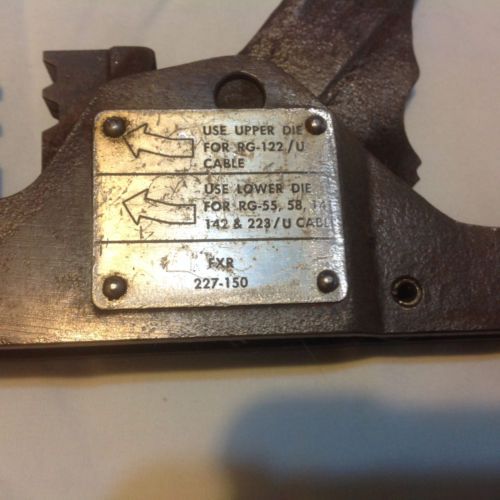 USE UPPER DIE
FOR RG-122/U
CABLE
USE LOWER DIE
FOR RG-55, 58,
142 & 223/U CABLE
FXR
227-150